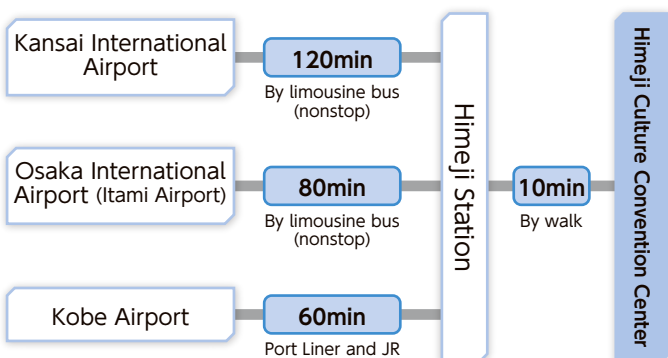 Kansai International
Airport
120min
By limousine bus
(nonstop)
Osaka International
Airport (Itami Airport)
80min
By limousine bus
(nonstop)
Kobe Airport
60min
Port Liner and JR
Himeji Station
10min
By walk
Himeji Culture Convention Center